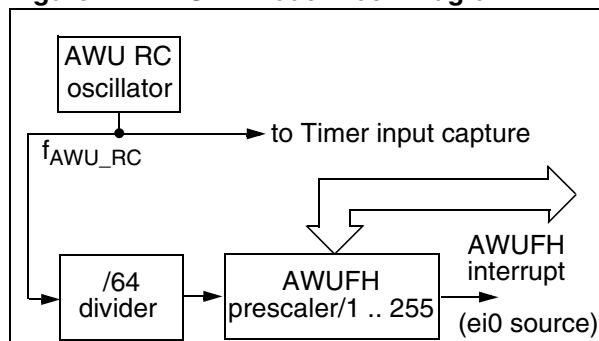 AWU RC
oscillator
to Timer input capture
fAWU_RC
AWUFH
interrupt
/64
divider
AWUFH
prescaler/1 .. 255
(ei0 source)